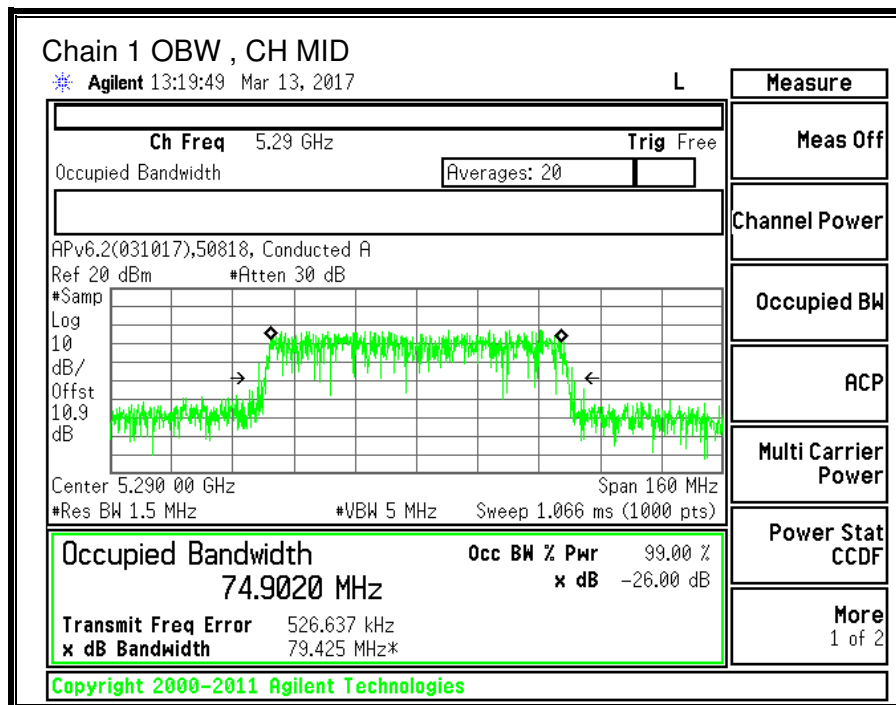 Chain 1 OBW , CH MID
Agilent 13:19:49 Mar 13, 2017 L
Measure
Ch Freq 5.29 GHz Trig Free
Meas Off
Occupied Bandwidth Averages: 20
Channel Power
APv6.2(031017),50818, Conducted A
Ref 20 dBm #Atten 30 dB
#Samp
Log
10
dB/
Offst
10.9
dB
Occupied BW
ACP
Center 5.290 00 GHz Span 160 MHz
#Res BW 1.5 MHz #VBW 5 MHz Sweep 1.066 ms (1000 pts)
Multi Carrier
Power
Occupied Bandwidth Occ BW % Pwr 99.00 %
74.9020 MHz x dB -26.00 dB
Transmit Freq Error 526.637 kHz
x dB Bandwidth 79.425 MHz*
Power Stat
CCDF
More
1 of 2
Copyright 2000-2011 Agilent Technologies